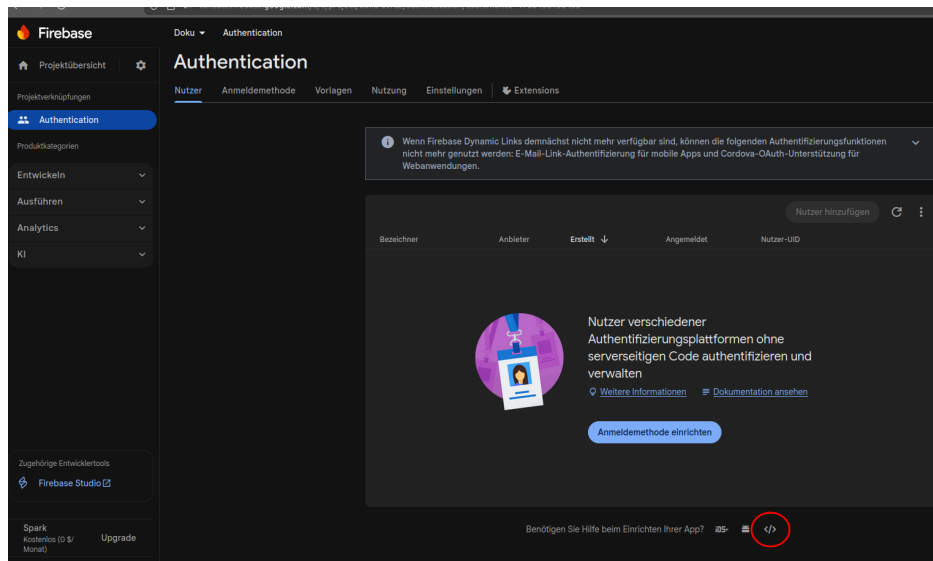 Firebase
Doku
Authentication
Projektübersicht
Authentication
Nutzer
Anmeldemethode
Vorlagen
Nutzung
Einstellungen
Extensions
Projektverknüpfungen
Authentication
Produktkategorien
Entwickeln
Ausführen
Analytics
KI
Wenn Firebase Dynamic Links demnächst nicht mehr verfügbar sind, können die folgenden Authentifizierungsfunktionen
nicht mehr genutzt werden: E-Mail-Link-Authentifizierung für mobile Apps und Cordova-OAuth-Unterstützung für
Webanwendungen.
Nutzer hinzufügen
Bezeichner
Anbieter
Erstellt
Angemeldet
Nutzer-UID
Nutzer verschiedener
Authentifizierungsplattformen ohne
serverseitigen Code authentifizieren und
verwalten
Weitere Informationen
Dokumentation ansehen
Anmeldemethode einrichten
Zugehörige Entwicklertools
Firebase Studio
Spark
Kostenlos (0 $/
Monat)
Upgrade
Benötigen Sie Hilfe beim Einrichten Ihrer App?
iOS+
</>